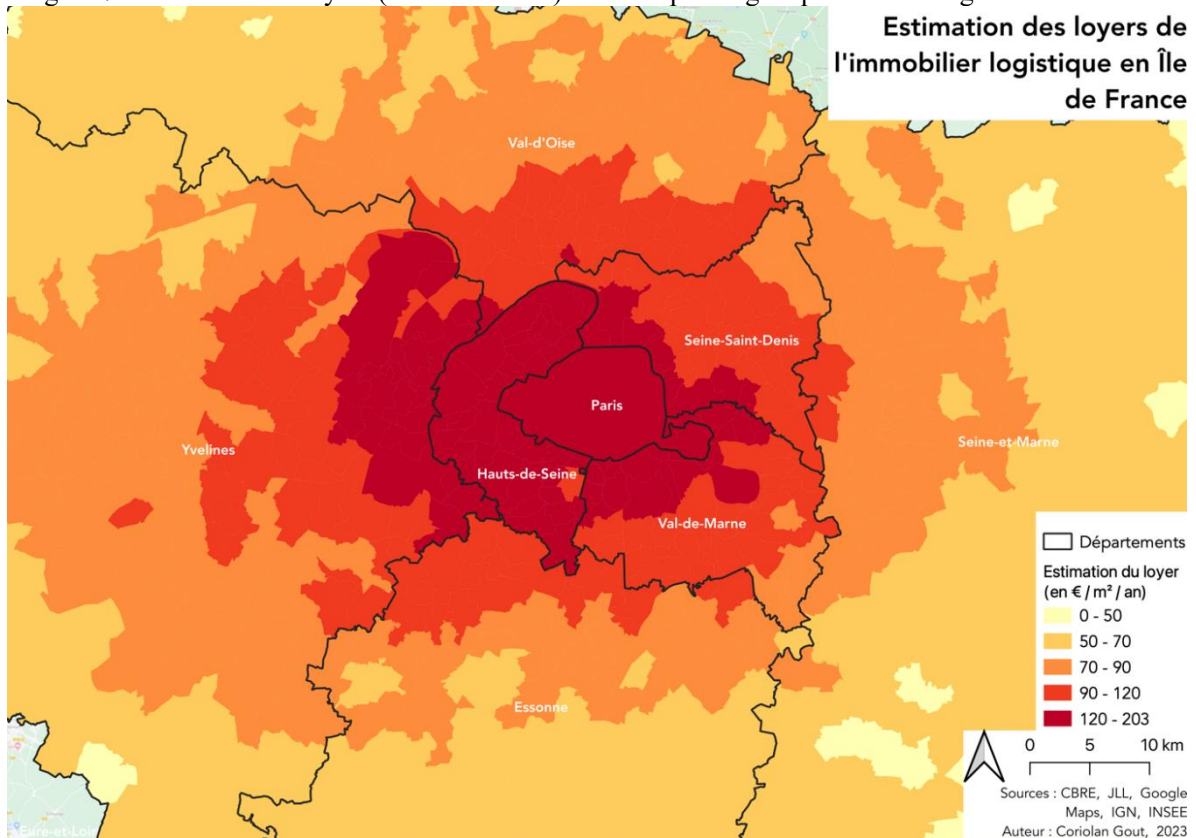 Estimation des loyers de
l'immobilier logistique en Île
de France
Val-d'Oise
Seine-Saint-Denis
Paris
Yvelines
Seine-et-Marne
Hauts-de-Seine
Val-de-Marne
Essonne
Eure-et-Loir
Départements
Estimation du loyer
(en € / m² / an)
0 - 50
50 - 70
70 - 90
90 - 120
120 - 203
0 5 10 km
Sources : CBRE, JLL, Google
Maps, IGN, INSEE
Auteur : Coriolan Gout, 2023